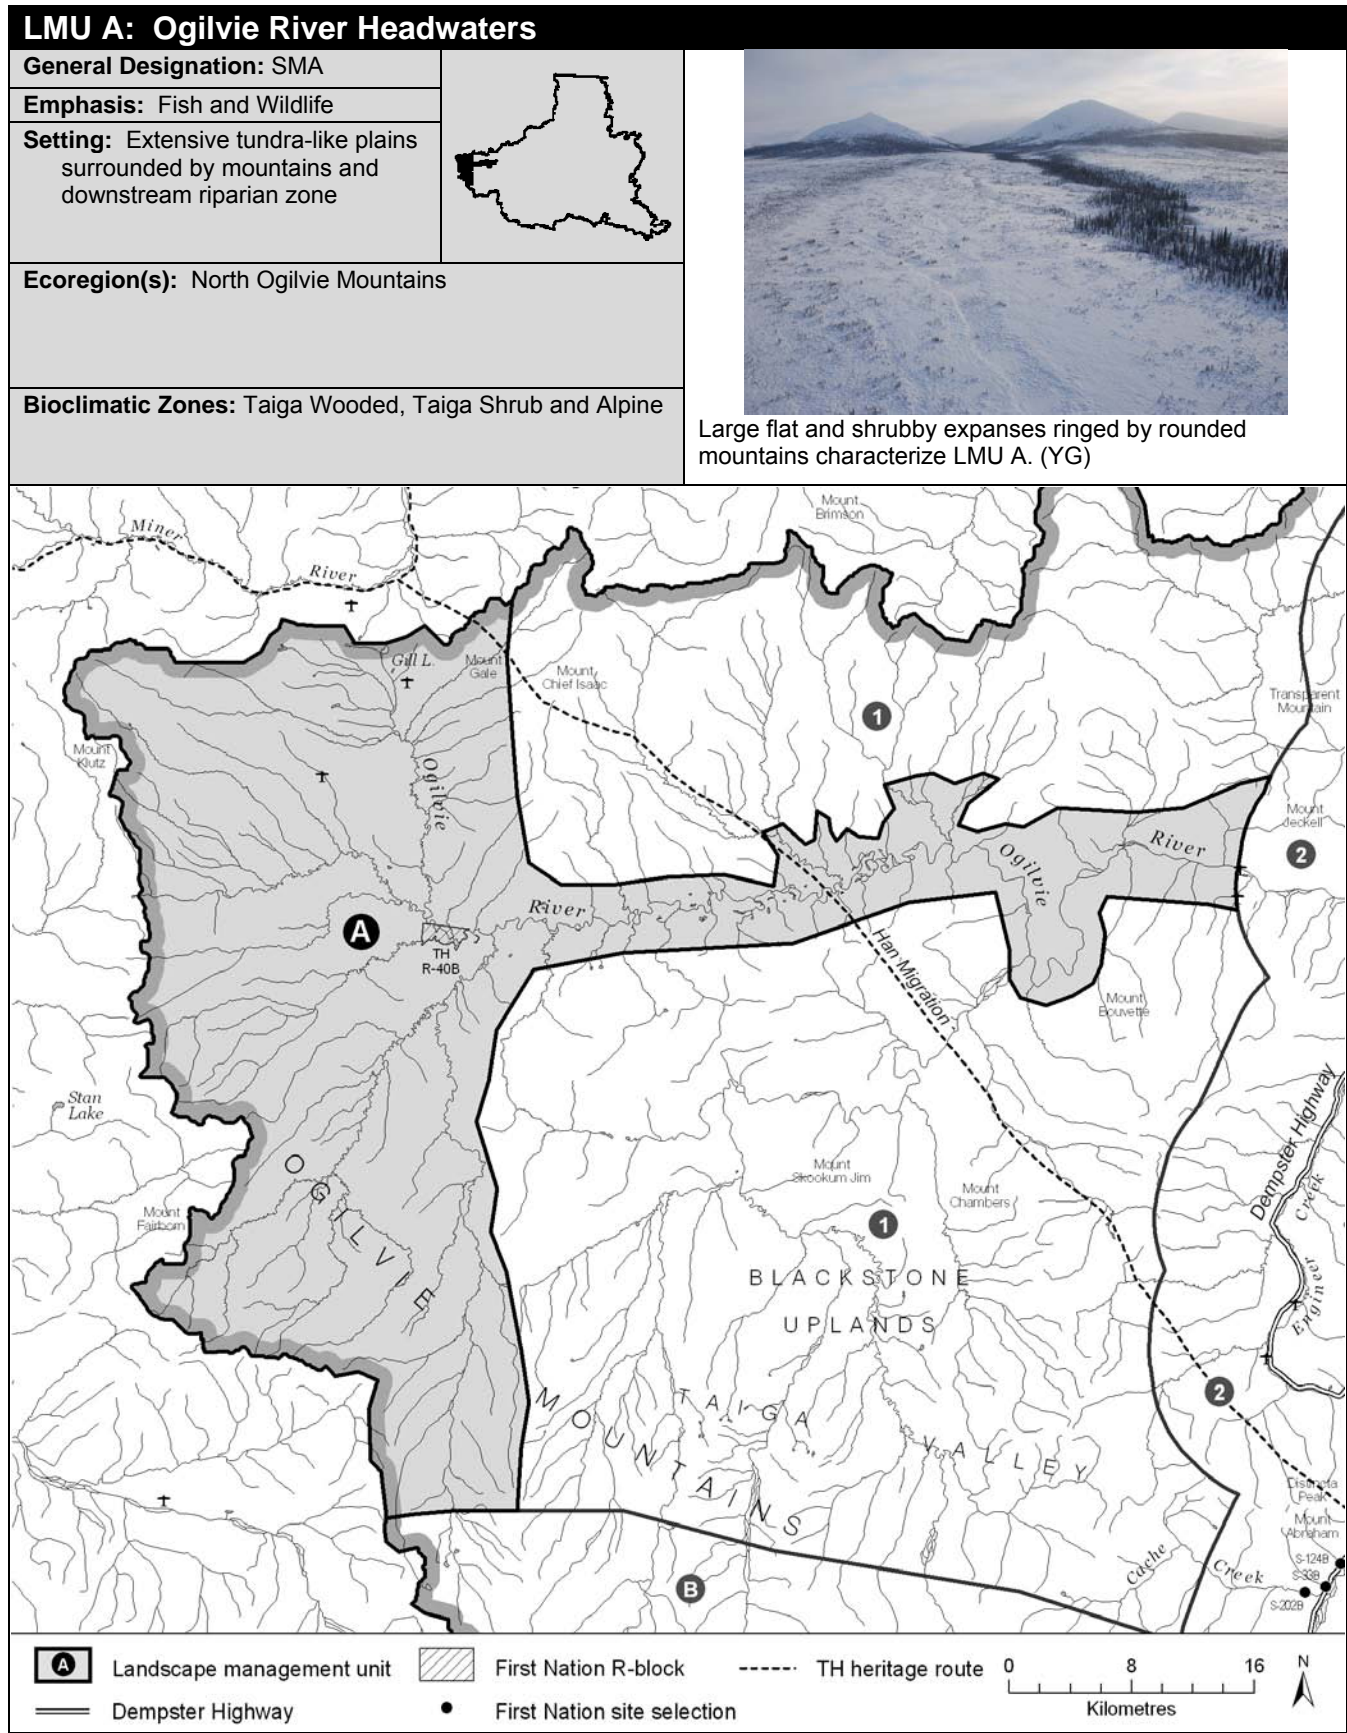 LMU A: Ogilvie River Headwaters
General Designation: SMA
Emphasis: Fish and Wildlife
Setting: Extensive tundra-like plains
surrounded by mountains and
downstream riparian zone
Ecoregion(s): North Ogilvie Mountains
Bioclimatic Zones: Taiga Wooded, Taiga Shrub and Alpine
Large flat and shrubby expanses ringed by rounded
mountains characterize LMU A. (YG)
Mount
Brimson
Miner
River
Gill L.
Mount
Gale
Mount
Chief Isaac
1
Transparent
Mountain
Mount
Klutz
Ogilvie
Mount
Jeckell
2
River
Ogilvie
River
A
TH
R-40B
Han Migration
Mount
Bouvette
Stan
Lake
Dempster Highway
Mount
Skookum Jim
Mount
Chambers
Mount
Fairborn
1
Engineer
Creek
BLACKSTONE
UPLANDS
OGILVIE
MOUNTAINS
TAIGA
VALLEY
2
Distincta
Peak
Mount
Abraham
S-124B
S-33B
S-202B
Cache
Creek
B
A
Landscape management unit
First Nation R-block
TH heritage route
0 8 16
Kilometres
N
Dempster Highway
First Nation site selection